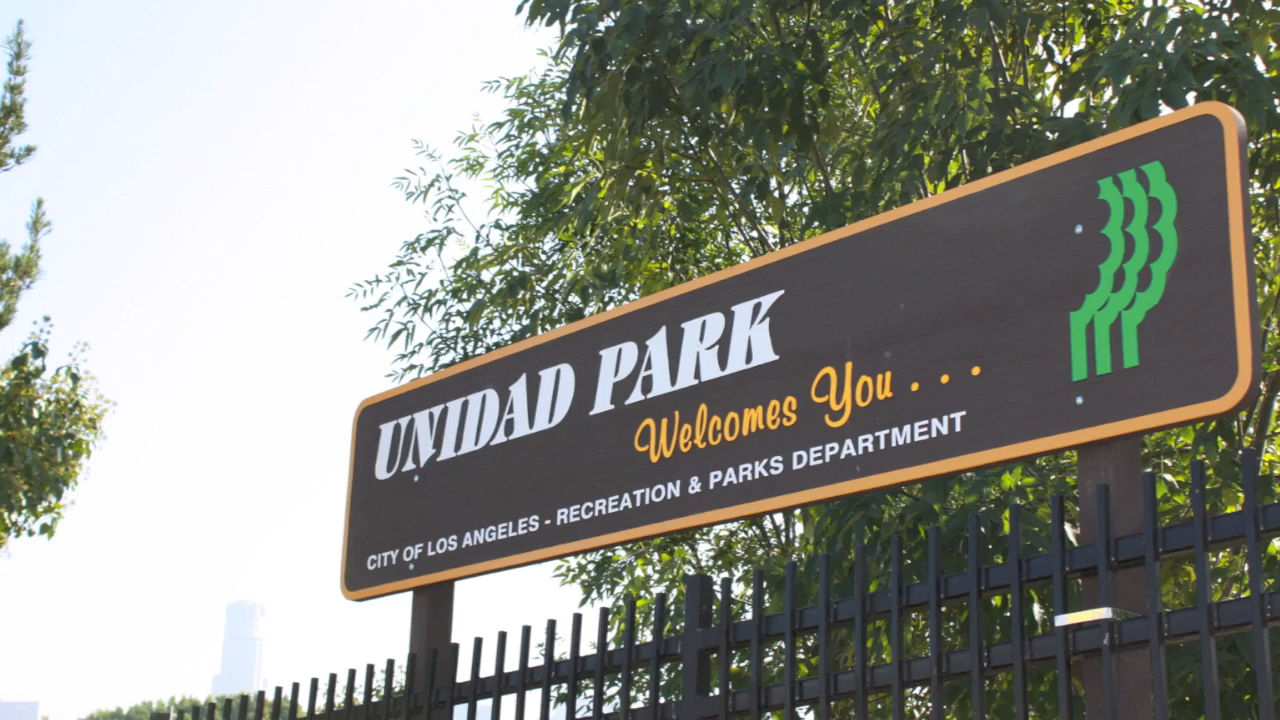 UNIDAD PARK
Welcomes You . . .
CITY OF LOS ANGELES - RECREATION & PARKS DEPARTMENT